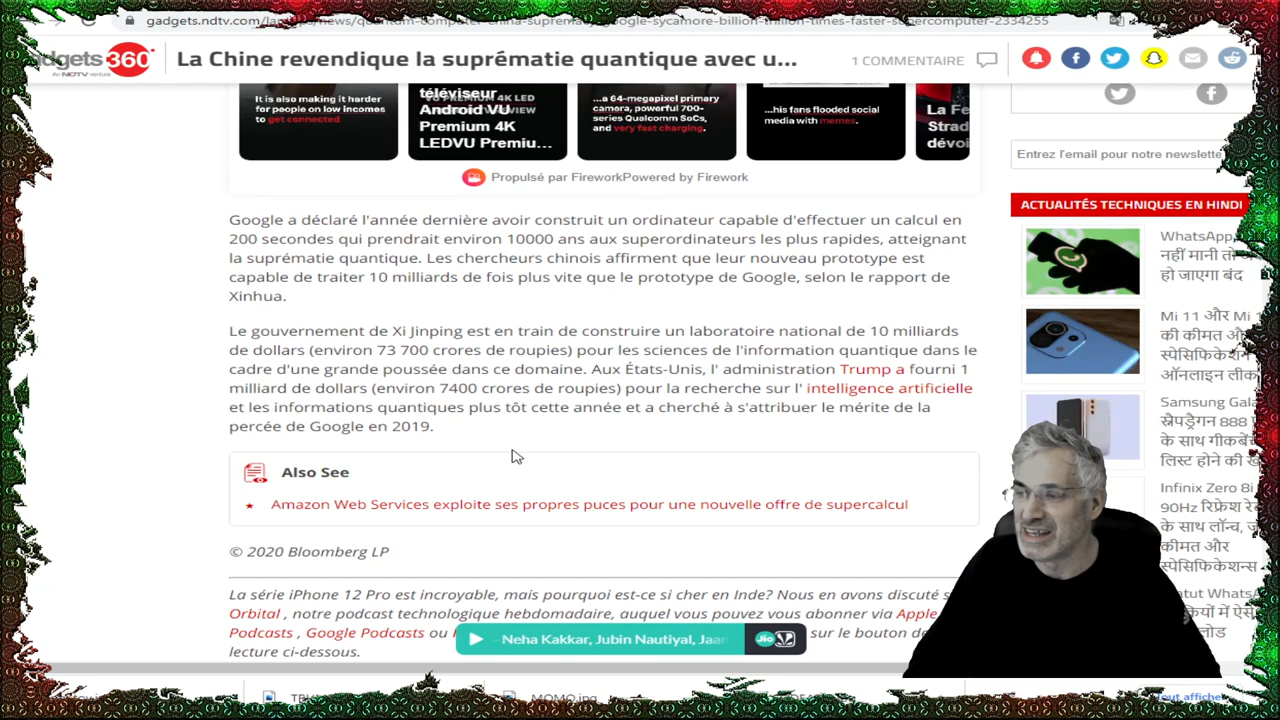 gadgets.ndtv.com/laptops/news/quantum-computer-china-supremacy-google-sycamore-billion-trillion-times-faster-supercomputer-2334255
gadgets 360°
An NDTV venture
La Chine revendique la suprématie quantique avec u...
1 COMMENTAIRE
It is also making it harder
for people on low incomes
to get connected
téléviseur
Android VU
Premium 4K
LEDVU Premiu...
...a 64-megapixel primary
camera, powerful 700-
series Qualcomm SoCs,
and very fast charging.
...his fans flooded social
media with memes.
La Fe
Strad
dévoi
Propulsé par FireworkPowered by Firework
Entrez l'email pour notre newslette
Google a déclaré l'année dernière avoir construit un ordinateur capable d'effectuer un calcul en
200 secondes qui prendrait environ 10000 ans aux superordinateurs les plus rapides, atteignant
la suprématie quantique. Les chercheurs chinois affirment que leur nouveau prototype est
capable de traiter 10 milliards de fois plus vite que le prototype de Google, selon le rapport de
Xinhua.
Le gouvernement de Xi Jinping est en train de construire un laboratoire national de 10 milliards
de dollars (environ 73 700 crores de roupies) pour les sciences de l'information quantique dans le
cadre d'une grande poussée dans ce domaine. Aux États-Unis, l' administration Trump a fourni 1
milliard de dollars (environ 7400 crores de roupies) pour la recherche sur l' intelligence artificielle
et les informations quantiques plus tôt cette année et a cherché à s'attribuer le mérite de la
percée de Google en 2019.
Also See
Amazon Web Services exploite ses propres puces pour une nouvelle offre de supercalcul
© 2020 Bloomberg LP
La série iPhone 12 Pro est incroyable, mais pourquoi est-ce si cher en Inde? Nous en avons discuté s
Orbital , notre podcast technologique hebdomadaire, auquel vous pouvez vous abonner via Apple
Podcasts , Google Podcasts ou
sur le bouton de
lecture ci-dessous.
- Neha Kakkar, Jubin Nautiyal, Jaan
Jio
ACTUALITÉS TECHNIQUES EN HINDI
WhatsApp
नहीं मानी त
हो जाएगा बंद
Mi 11 और Mi 1
की कीमत औ
स्पेसिफिकेशन
ऑनलाइन लीक
Samsung Gala
स्नैपड्रैगन 888
के साथ गीकबें
लिस्ट होने की ख
Infinix Zero 8i
90Hz रिफ्रेश रे
के साथ लॉन्च, ज
कीमत और
स्पेसिफिकेशन्स
MOMO.jpg
Tout affiche